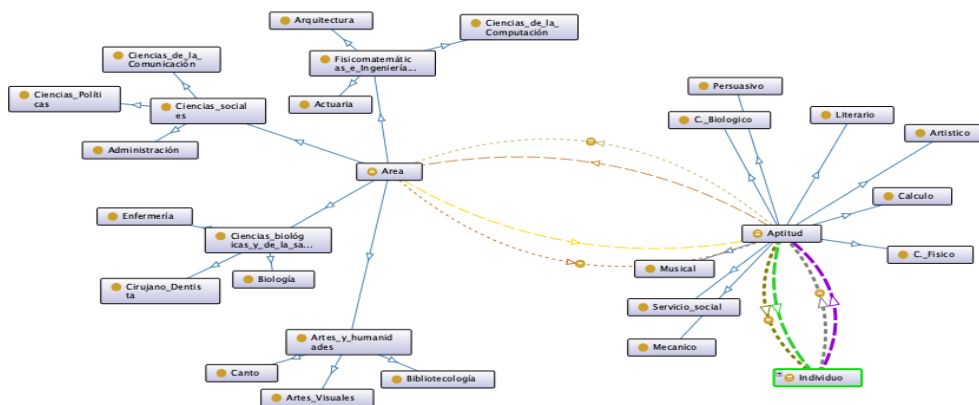 Arquitectura
Ciencias_de_la_
Computación
Fisicomatemátic
as_e_Ingeniería...
Actuaria
Ciencias_de_la_
Comunicación
Ciencias_Políti
cas
Ciencias_social
es
Administración
Area
Enfermería
Ciencias_biológ
icas_y_de_la_sa...
Cirujano_Dentis
ta
Biología
Artes_y_humanid
ades
Canto
Artes_Visuales
Bibliotecología
Persuasivo
C._Biologico
Literario
Artistico
Calculo
Aptitud
C._Fisico
Musical
Servicio_social
Mecanico
Individuo